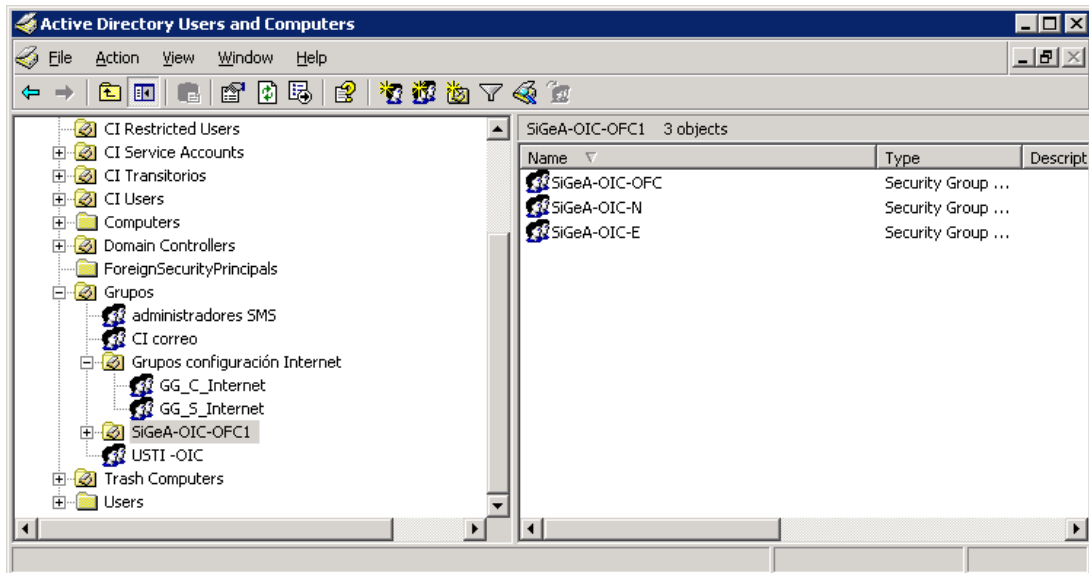 Active Directory Users and Computers
File Action View Window Help
CI Restricted Users
CI Service Accounts
CI Transitorios
CI Users
Computers
Domain Controllers
ForeignSecurityPrincipals
Grupos
administradores SMS
CI correo
Grupos configuración Internet
GG_C_Internet
GG_S_Internet
SiGeA-OIC-OFC1
USTI -OIC
Trash Computers
Users
SiGeA-OIC-OFC1 3 objects
Name Type Descript
SiGeA-OIC-OFC Security Group ...
SiGeA-OIC-N Security Group ...
SiGeA-OIC-E Security Group ...